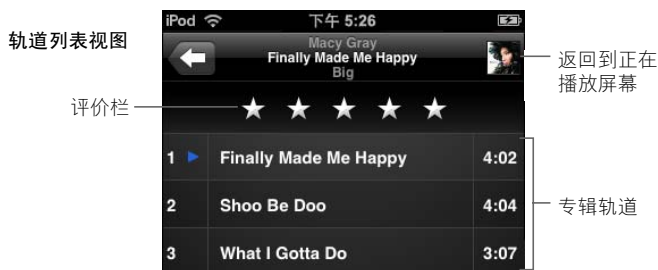 轨道列表视图
iPod 下午 5:26
Macy Gray
Finally Made Me Happy
Big
返回到正在
播放屏幕
评价栏
1 Finally Made Me Happy 4:02
2 Shoo Be Doo 4:04
专辑轨道
3 What I Gotta Do 3:07